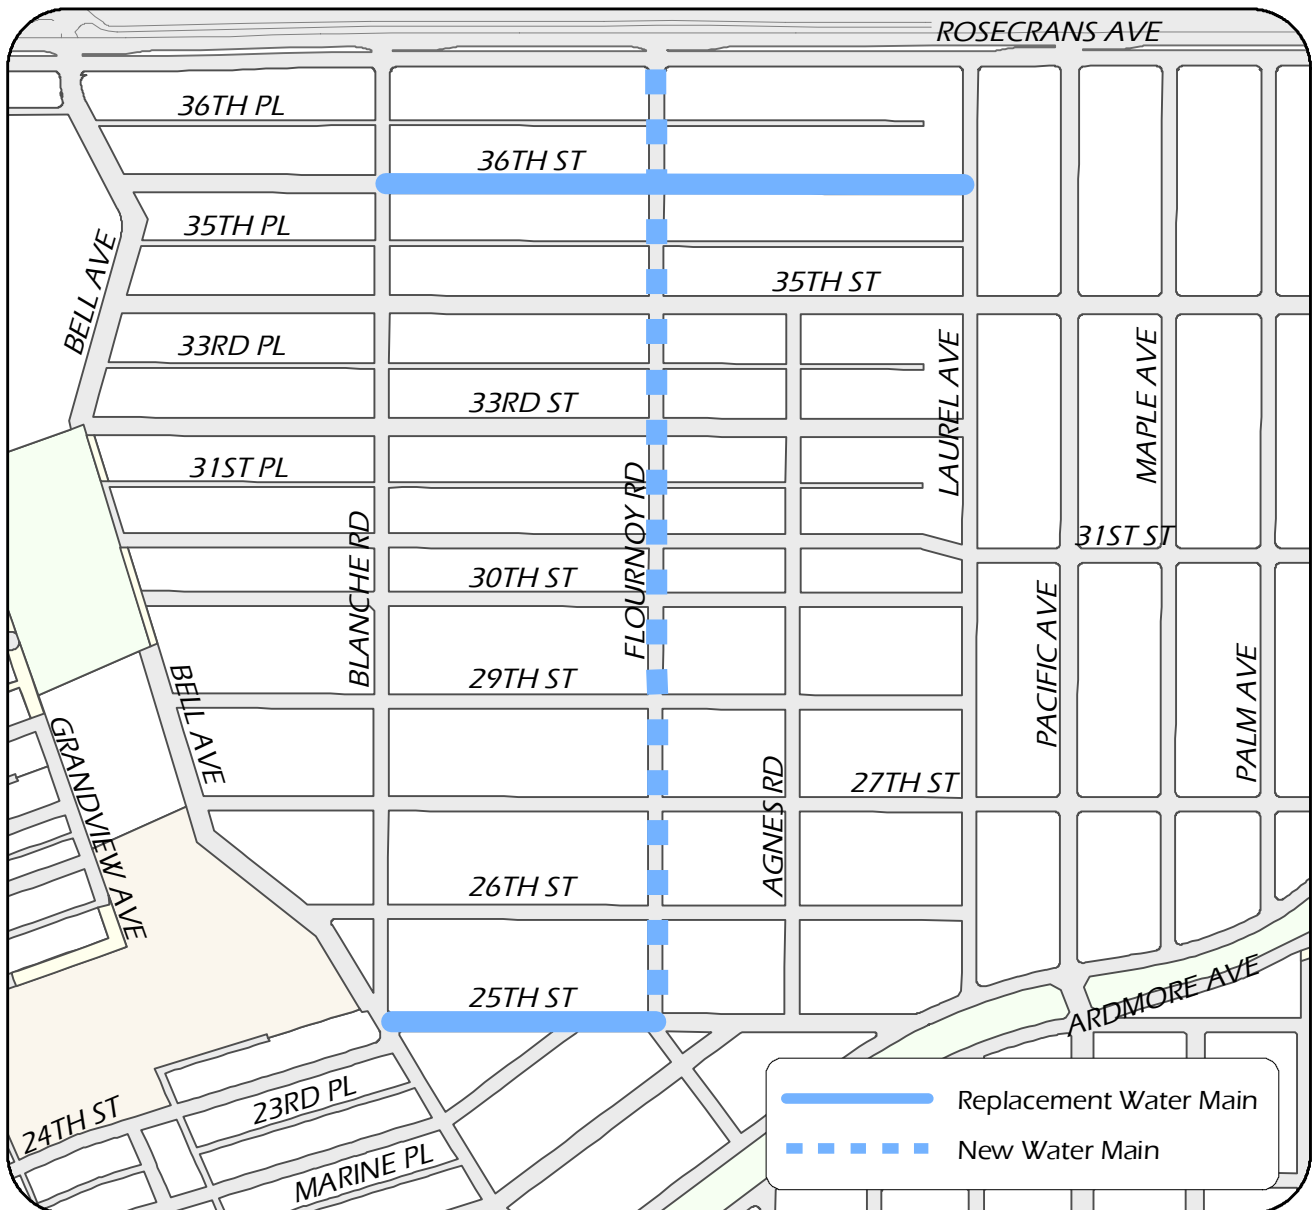 ROSECRANS AVE
36TH PL
36TH ST
35TH PL
BELL AVE
35TH ST
33RD PL
LAUREL AVE
MAPLE AVE
33RD ST
31ST PL
FLOURNOY RD
BLANCHE RD
31ST ST
30TH ST
PACIFIC AVE
29TH ST
BELL AVE
PALM AVE
GRANDVIEW AVE
AGNES RD
27TH ST
26TH ST
25TH ST
ARDMORE AVE
23RD PL
24TH ST
MARINE PL
Replacement Water Main
New Water Main